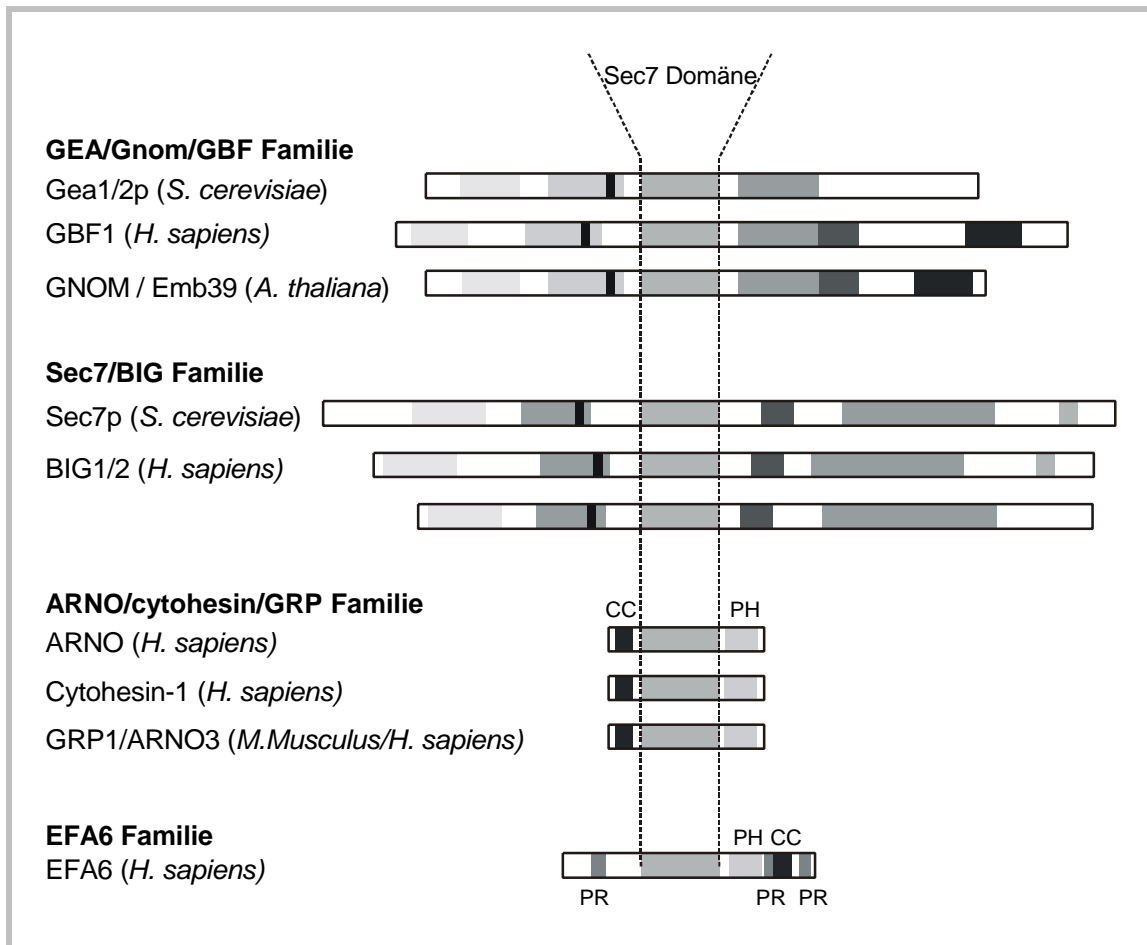 Sec7 Domäne
GEA/Gnom/GBF Familie
Gea1/2p (S. cerevisiae)
GBF1 (H. sapiens)
GNOM / Emb39 (A. thaliana)
Sec7/BIG Familie
Sec7p (S. cerevisiae)
BIG1/2 (H. sapiens)
ARNO/cytohesin/GRP Familie
CC PH
ARNO (H. sapiens)
Cytohesin-1 (H. sapiens)
GRP1/ARNO3 (M.Musculus/H. sapiens)
EFA6 Familie
PH CC
EFA6 (H. sapiens)
PR PR PR